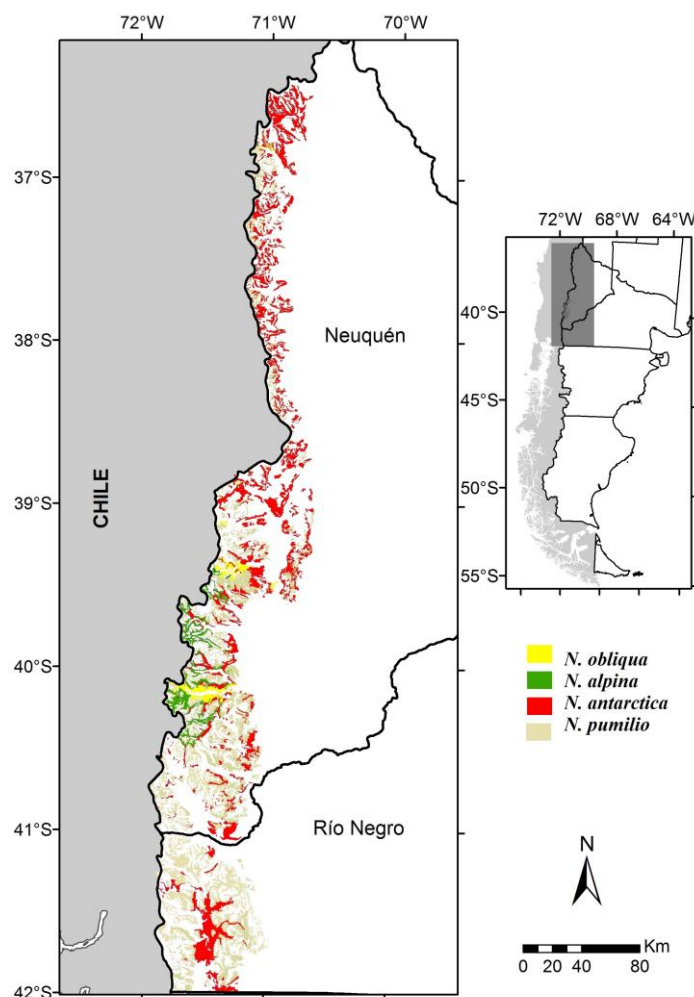 72°W 71°W 70°W
37°S
38°S
39°S
40°S
41°S
42°S
Neuquén
CHILE
Río Negro
72°W 68°W 64°W
40°S
45°S
50°S
55°S
N. obliqua
N. alpina
N. antarctica
N. pumilio
N
Km
0 20 40 80